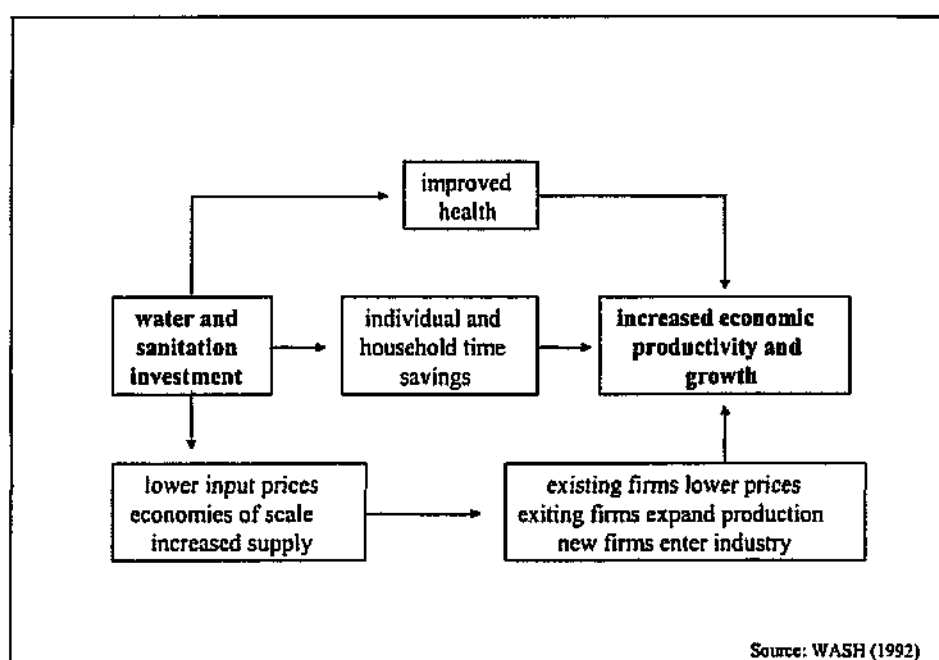 improved
health
water and
sanitation
investment
individual and
household time
savings
increased economic
productivity and
growth
lower input prices
economies of scale
increased supply
existing firms lower prices
exiting firms expand production
new firms enter industry
Source: WASH (1992)